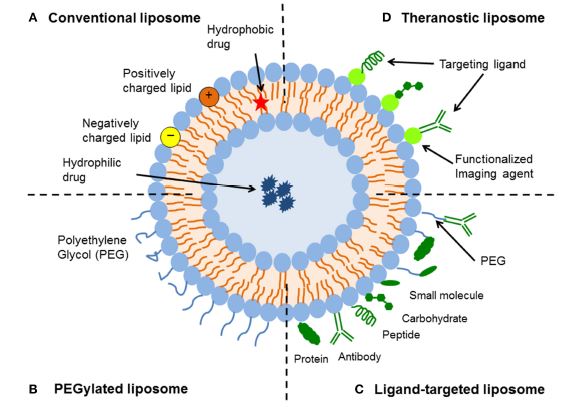 A Conventional liposome
D Theranostic liposome
Hydrophobic
drug
Positively
charged lipid
+
Negatively
charged lipid
−
Hydrophilic
drug
Targeting ligand
Functionalized
Imaging agent
Polyethylene
Glycol (PEG)
PEG
Small molecule
Carbohydrate
Peptide
Antibody
Protein
B PEGylated liposome
C Ligand-targeted liposome